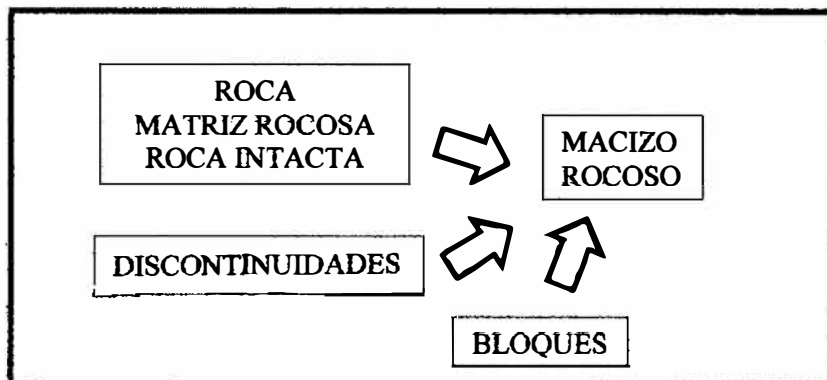 ROCA
MATRIZ ROCOSA
ROCA INTACTA
MACIZO
ROCOSO
DISCONTINUIDADES
BLOQUES